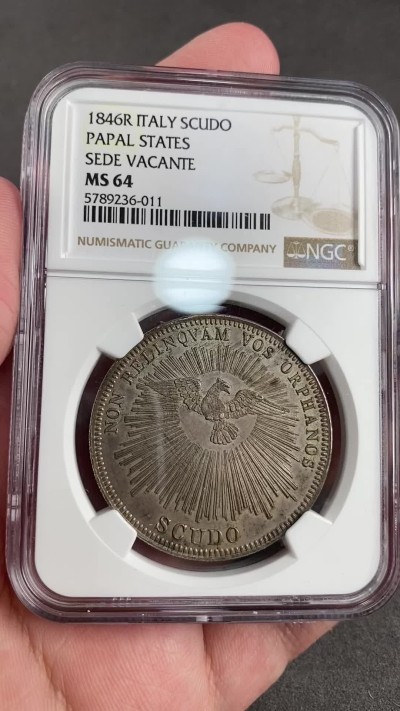 1846R ITALY SCUDO
PAPAL STATES
SEDE VACANTE
MS 64
5789236-011
NUMISMATIC GUARANTY COMPANY
NGC
NON RELINQVAM VOS ORPHANOS
SCUDO